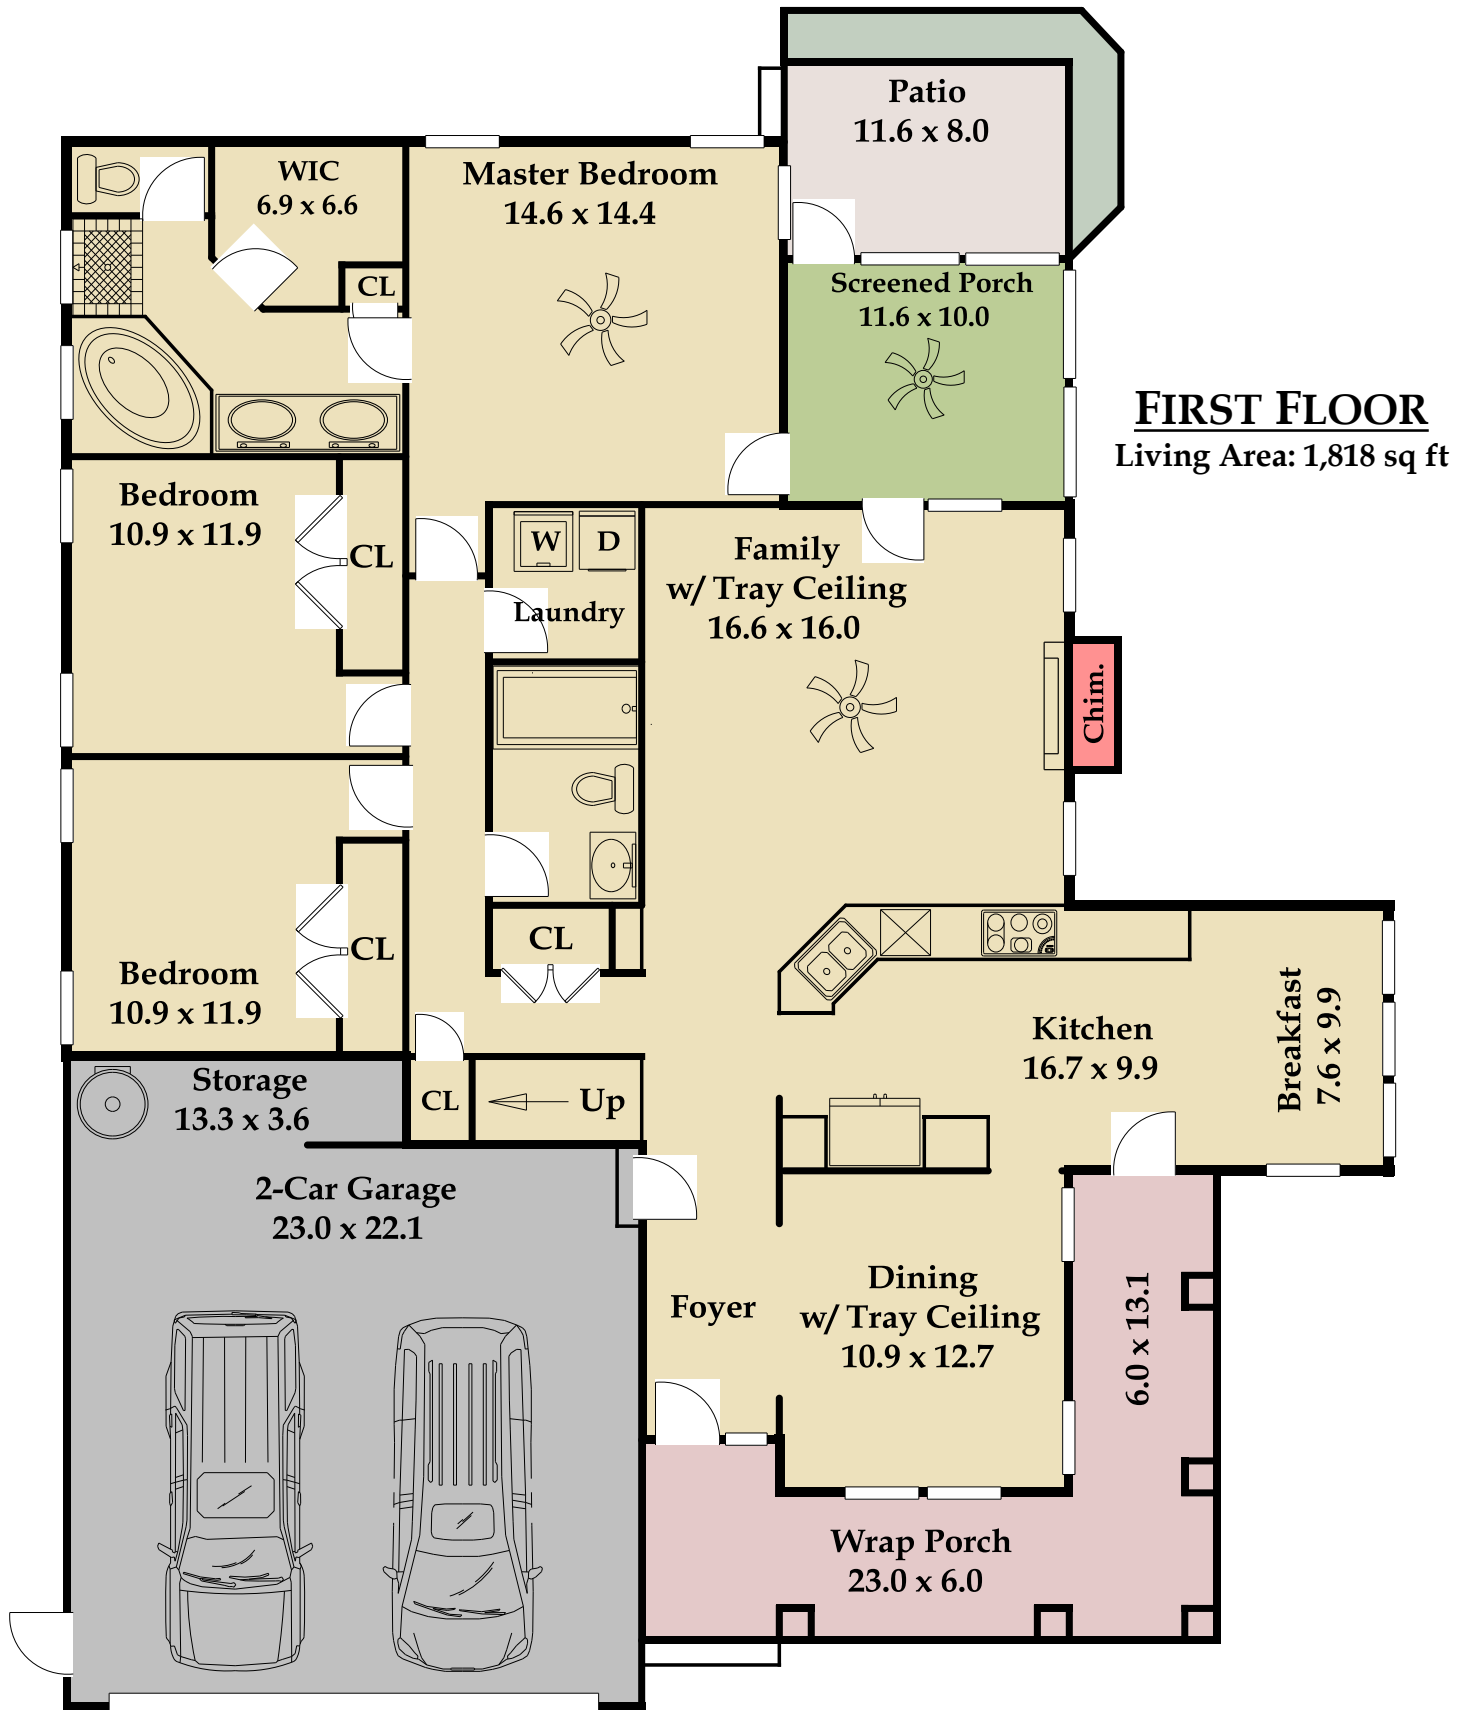 Patio
11.6 x 8.0
WIC
6.9 x 6.6
Master Bedroom
14.6 x 14.4
CL
Screened Porch
11.6 x 10.0
FIRST FLOOR
Living Area: 1,818 sq ft
Bedroom
10.9 x 11.9
CL
W
D
Laundry
Family
w/ Tray Ceiling
16.6 x 16.0
Chim.
Bedroom
10.9 x 11.9
CL
CL
Kitchen
16.7 x 9.9
Breakfast
7.6 x 9.9
Storage
13.3 x 3.6
CL
Up
2-Car Garage
23.0 x 22.1
Foyer
Dining
w/ Tray Ceiling
10.9 x 12.7
6.0 x 13.1
Wrap Porch
23.0 x 6.0